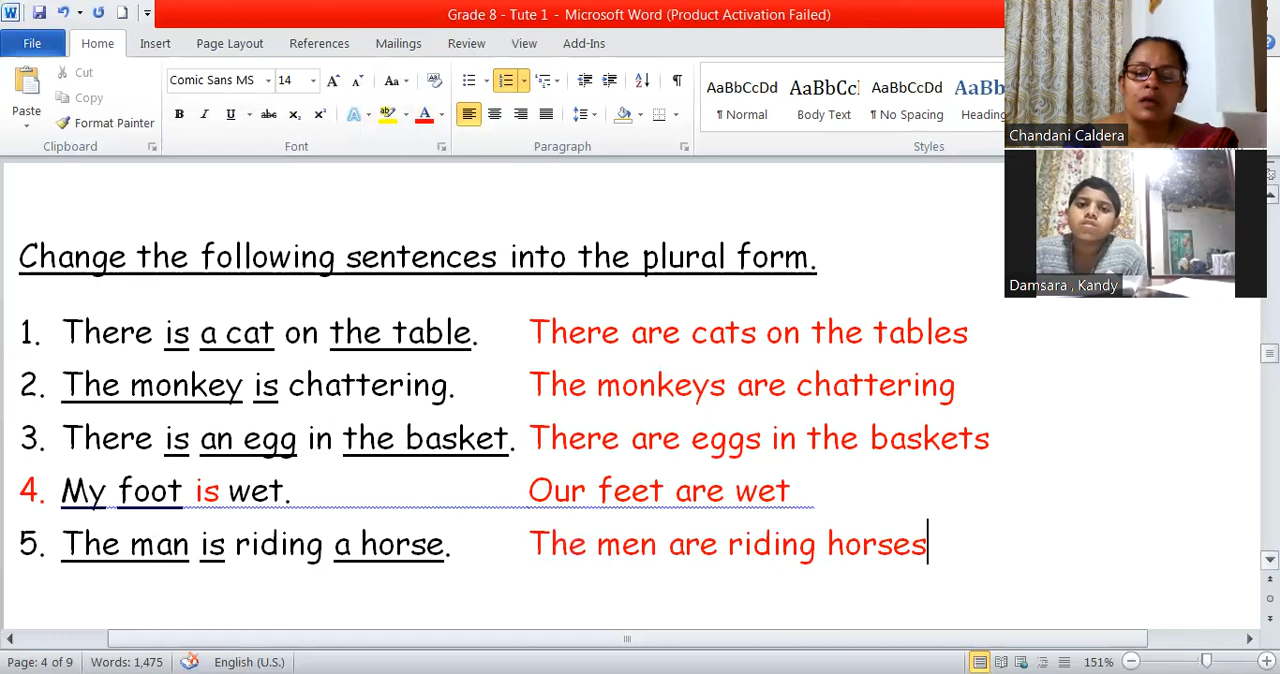 Grade 8 - Tute 1 - Microsoft Word (Product Activation Failed)
File Home Insert Page Layout References Mailings Review View Add-Ins
Paste
Cut
Copy
Format Painter
Comic Sans MS 14
AaBbCcDd AaBbCcI AaBbCcDd AaBb
¶ Normal Body Text ¶ No Spacing Heading
Clipboard Font Paragraph Styles
Chandani Caldera
Damsara , Kandy
Change the following sentences into the plural form.
1. There is a cat on the table. There are cats on the tables
2. The monkey is chattering. The monkeys are chattering
3. There is an egg in the basket. There are eggs in the baskets
4. My foot is wet. Our feet are wet
5. The man is riding a horse. The men are riding horses
Page: 4 of 9 Words: 1,475 English (U.S.) 151%